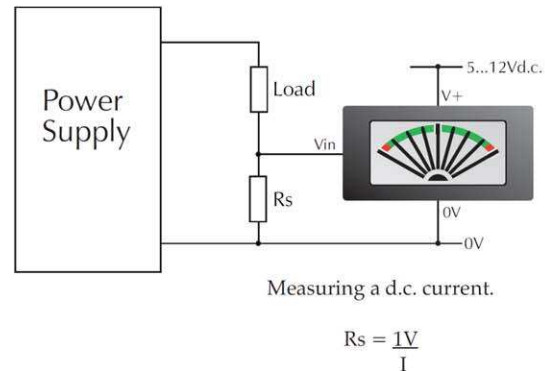 Power
Supply
Load
Rs
Vin
5...12Vd.c.
V+
0V
0V
Measuring a d.c. current.
Rs = 1V
I